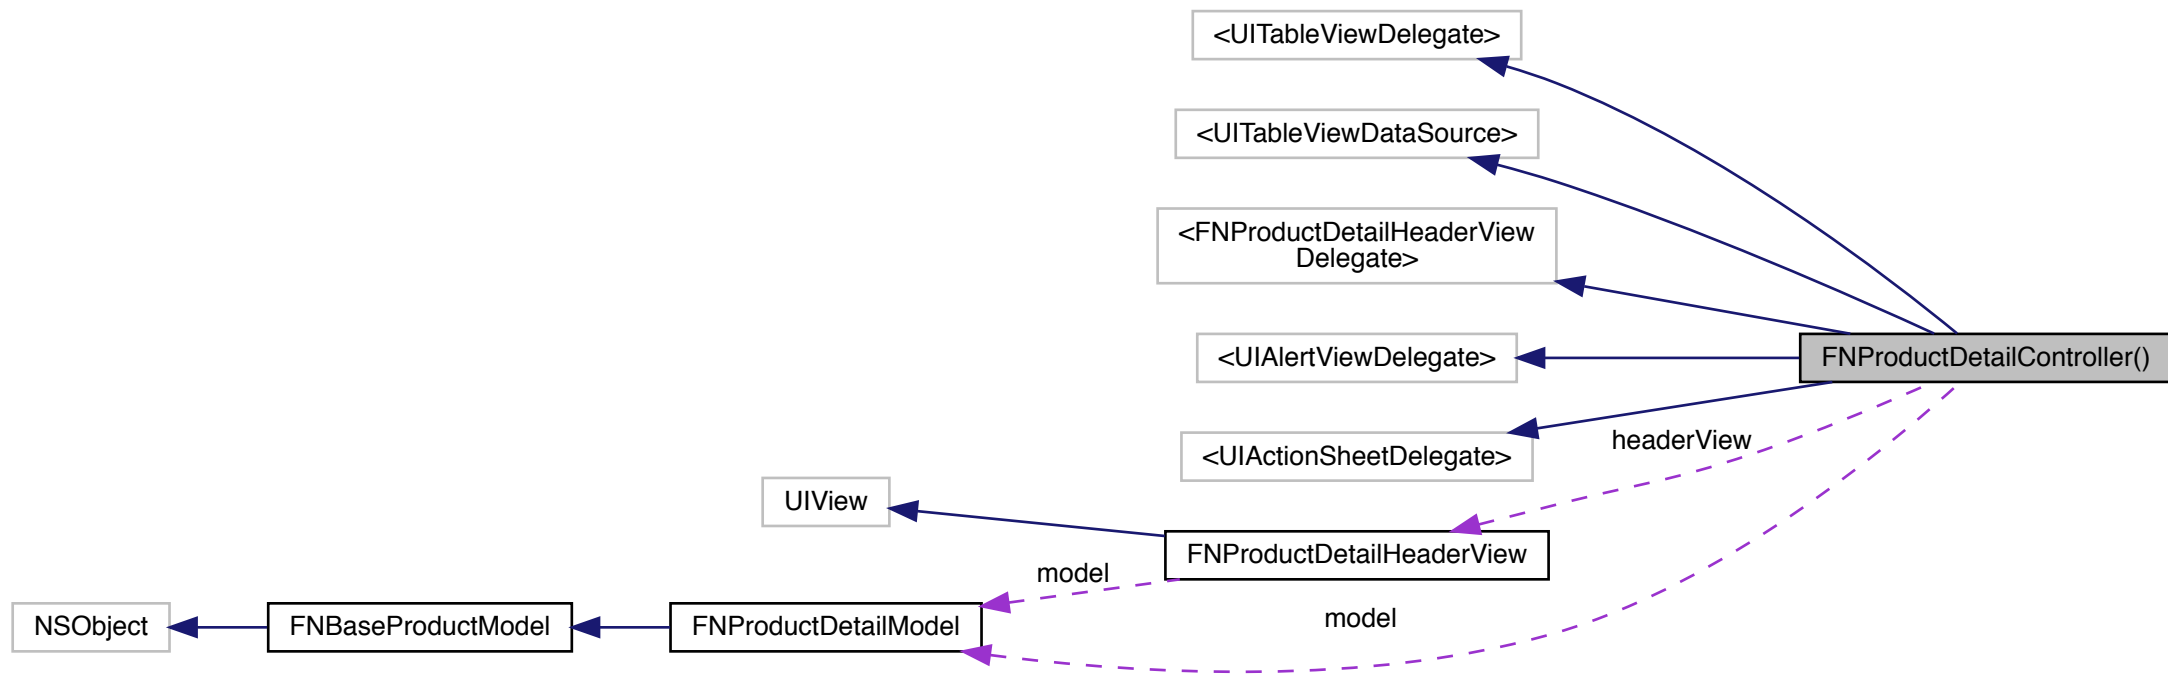 <UITableViewDelegate>
<UITableViewDataSource>
<FNProductDetailHeaderView
Delegate>
<UIAlertViewDelegate>
FNProductDetailController()
<UIActionSheetDelegate>
headerView
UIView
FNProductDetailHeaderView
model
NSObject
FNBaseProductModel
FNProductDetailModel
model